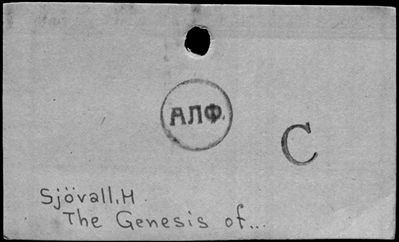 АЛФ.
C
Sjövall, H
The Genesis of...